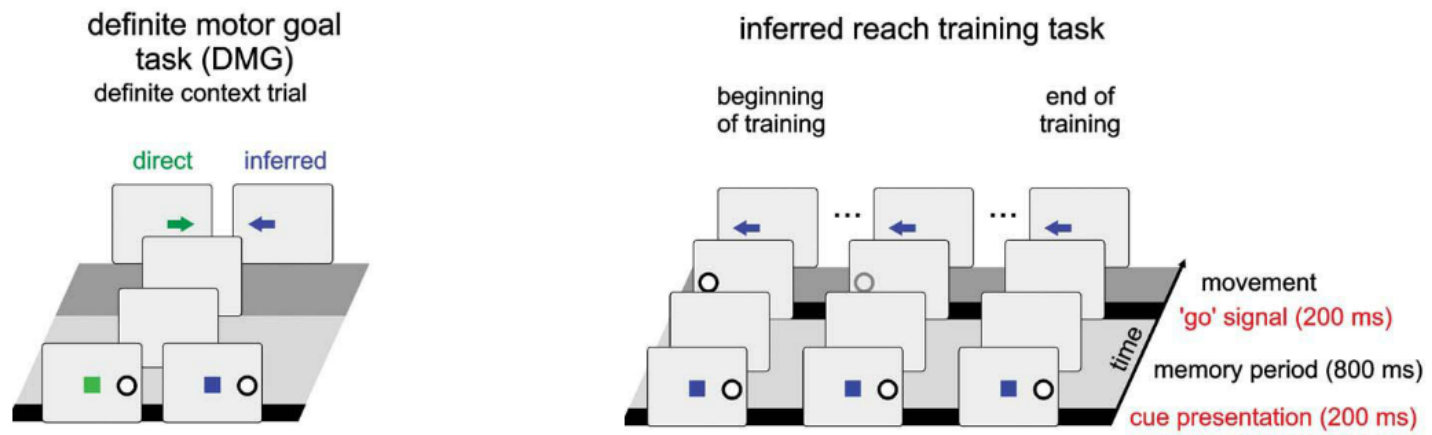 definite motor goal
task (DMG)
definite context trial
direct
inferred
inferred reach training task
beginning
of training
end of
training
...
...
movement
'go' signal (200 ms)
time
memory period (800 ms)
cue presentation (200 ms)